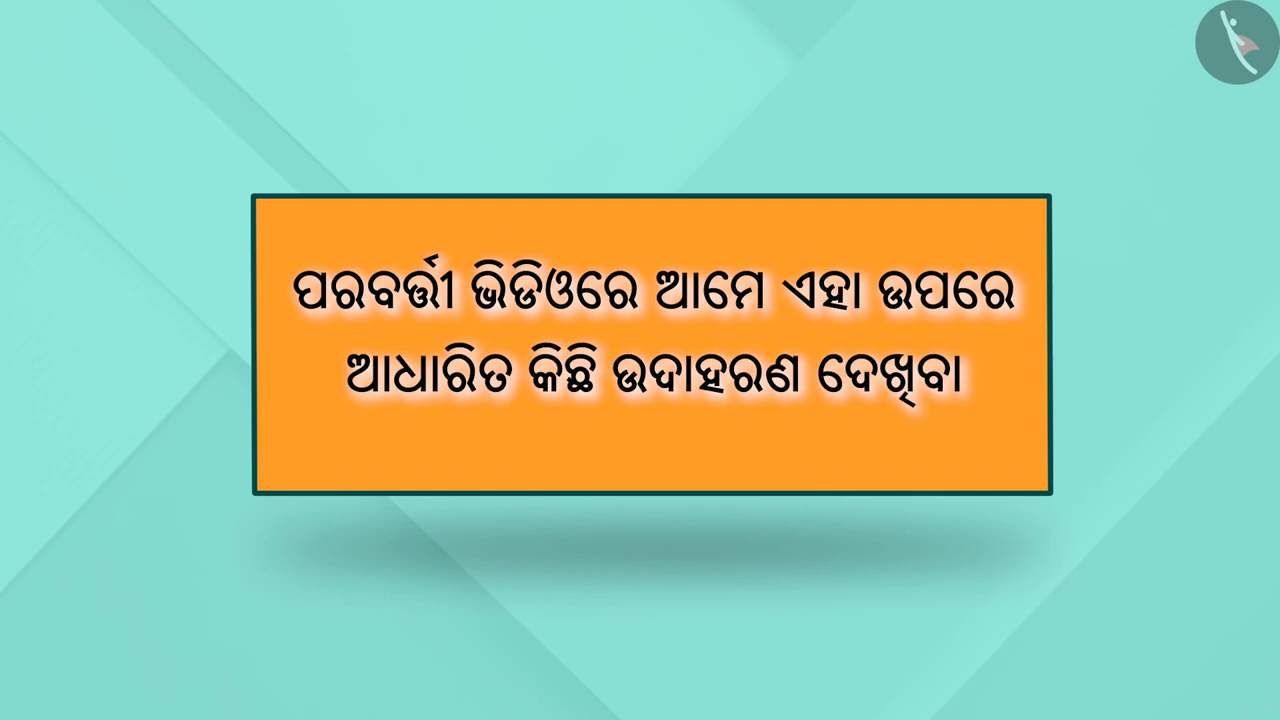 ପରବର୍ତ୍ତୀ ଭିଡିଓରେ ଆମେ ଏହା ଉପରେ
ଆଧାରିତ କିଛି ଉଦାହରଣ ଦେଖିବା